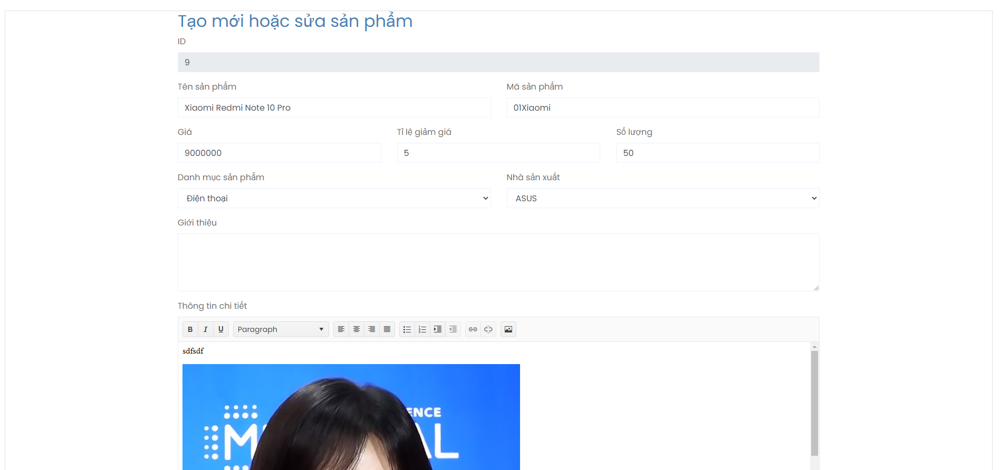 Tạo mới hoặc sửa sản phẩm
ID
9
Tên sản phẩm Mã sản phẩm
Xiaomi Redmi Note 10 Pro 01Xiaomi
Giá Tỉ lệ giảm giá Số lượng
9000000 5 50
Danh mục sản phẩm Nhà sản xuất
Điện thoại ASUS
Giới thiệu
Thông tin chi tiết
B I U Paragraph
sdfsdf